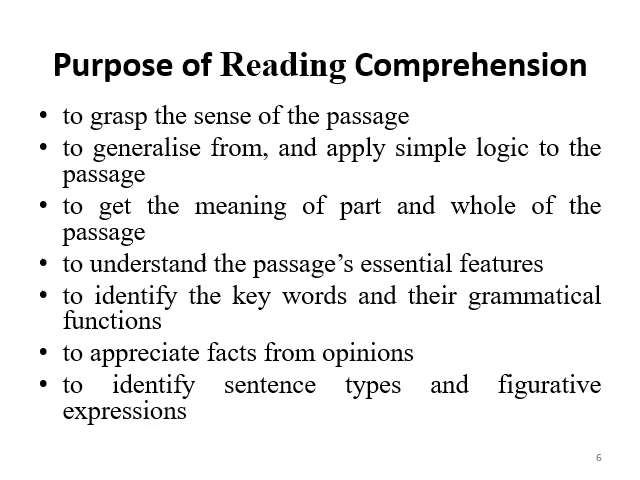 Purpose of Reading Comprehension
• to grasp the sense of the passage
• to generalise from, and apply simple logic to the
passage
• to get the meaning of part and whole of the
passage
• to understand the passage’s essential features
• to identify the key words and their grammatical
functions
• to appreciate facts from opinions
• to identify sentence types and figurative
expressions
6